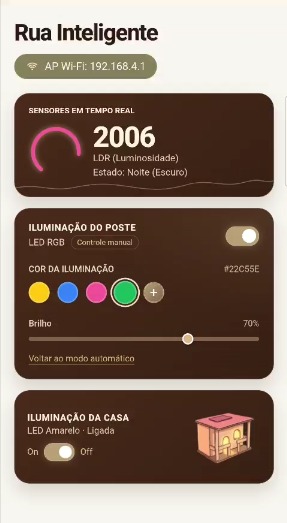 Rua Inteligente
AP Wi-Fi: 192.168.4.1
SENSORES EM TEMPO REAL
2006
LDR (Luminosidade)
Estado: Noite (Escuro)
ILUMINAÇÃO DO POSTE
LED RGB Controle manual
COR DA ILUMINAÇÃO #22C55E
+
Brilho 70%
Voltar ao modo automático
ILUMINAÇÃO DA CASA
LED Amarelo · Ligada
On Off